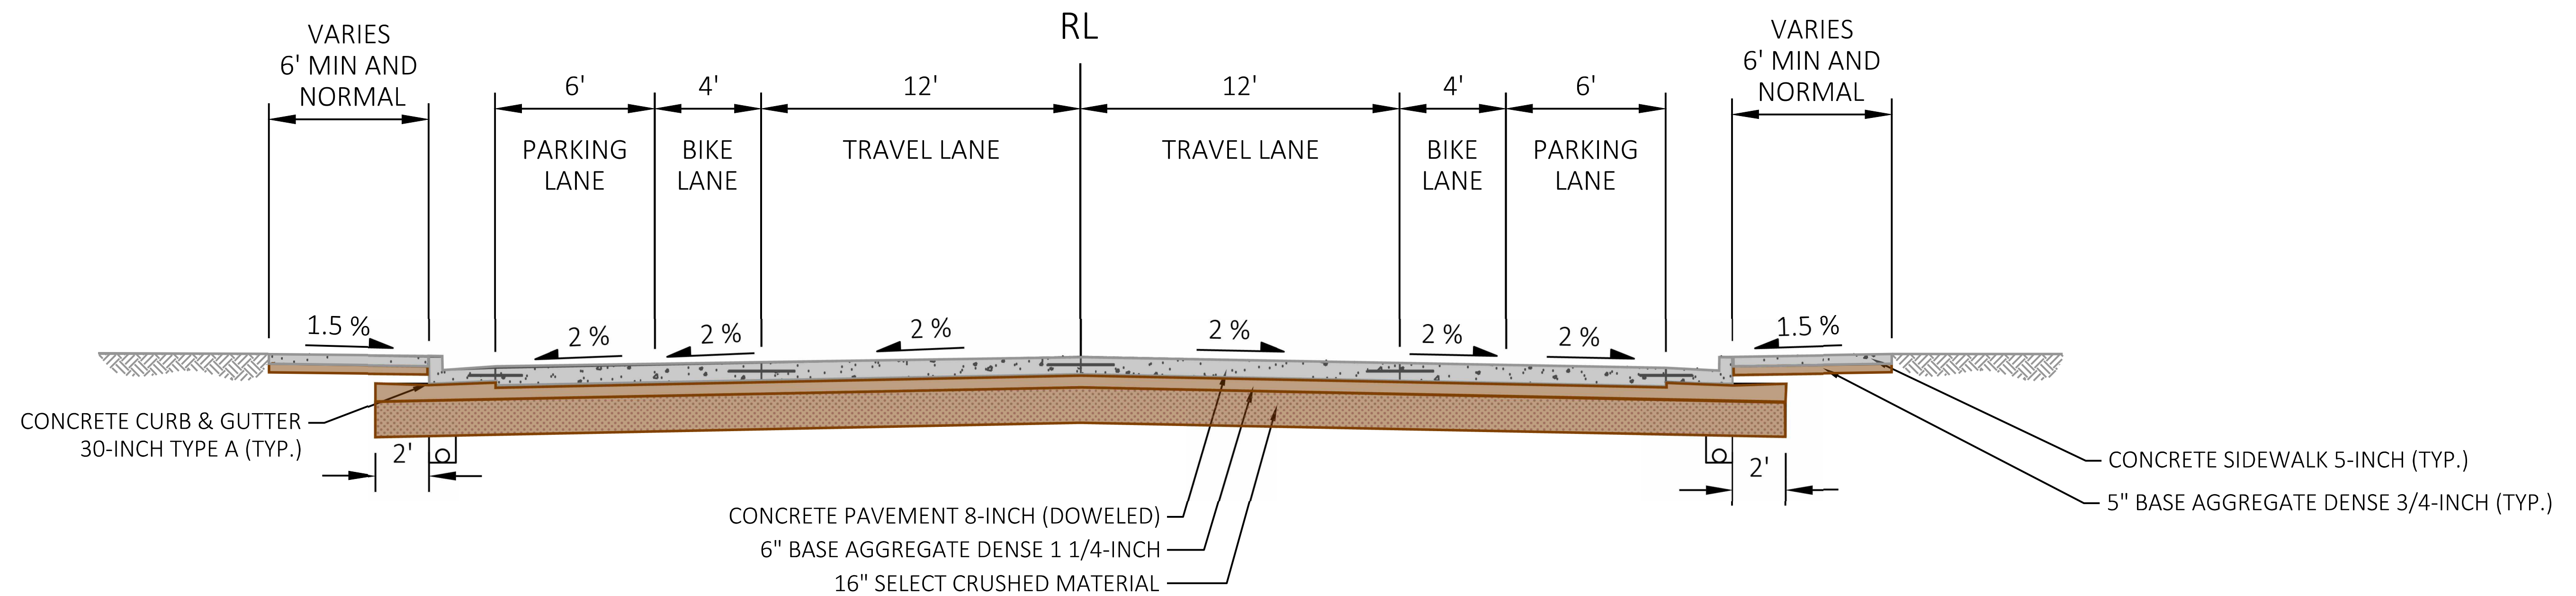 RL
VARIES
6' MIN AND
NORMAL
6'
4'
12'
12'
4'
6'
VARIES
6' MIN AND
NORMAL
PARKING
LANE
BIKE
LANE
TRAVEL LANE
TRAVEL LANE
BIKE
LANE
PARKING
LANE
1.5 %
2 %
2 %
2 %
2 %
2 %
2 %
1.5 %
CONCRETE CURB & GUTTER
30-INCH TYPE A (TYP.)
2'
2'
CONCRETE PAVEMENT 8-INCH (DOWELED)
6" BASE AGGREGATE DENSE 1 1/4-INCH
16" SELECT CRUSHED MATERIAL
CONCRETE SIDEWALK 5-INCH (TYP.)
5" BASE AGGREGATE DENSE 3/4-INCH (TYP.)